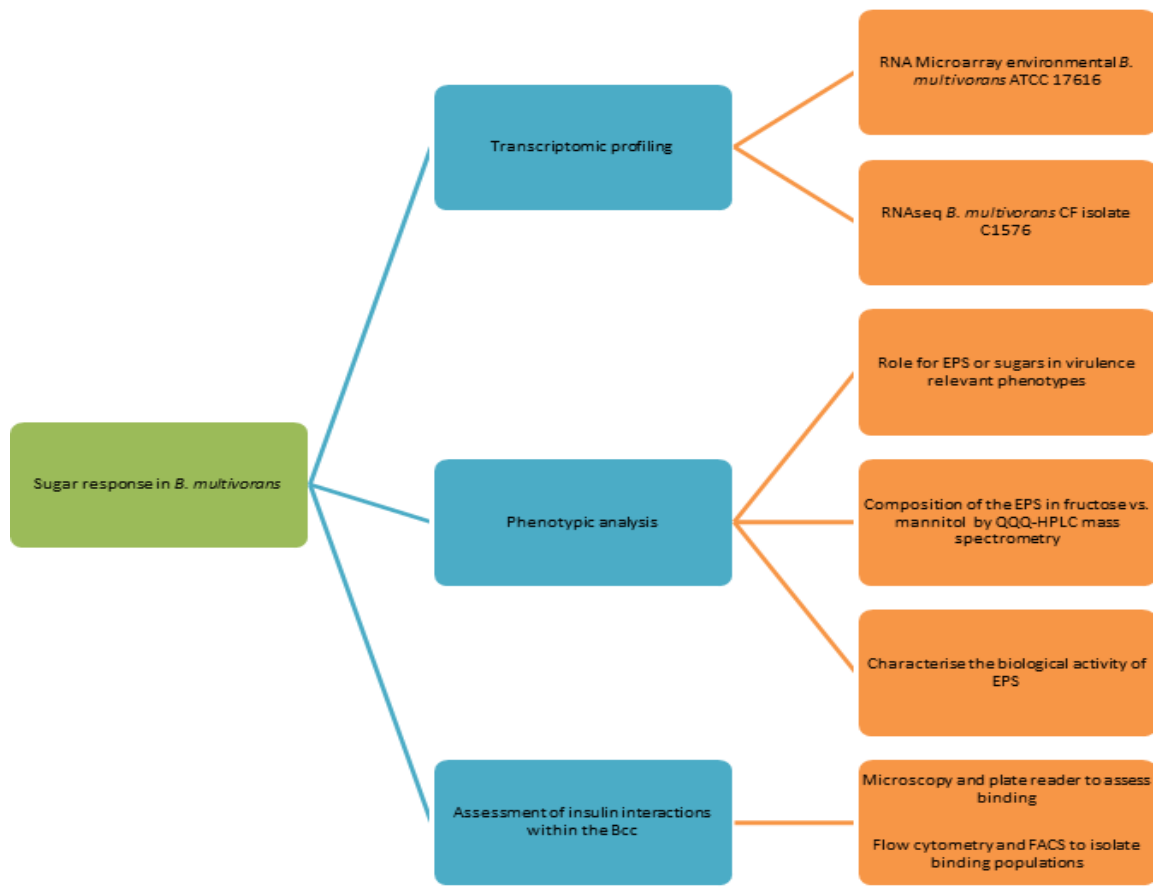 Sugar response in B. multivorans
Transcriptomic profiling
RNA Microarray environmental B.
multivorans ATCC 17616
RNAseq B. multivorans CF isolate
C1576
Phenotypic analysis
Role for EPS or sugars in virulence
relevant phenotypes
Composition of the EPS in fructose vs.
mannitol by QQQ-HPLC mass
spectrometry
Characterise the biological activity of
EPS
Assessment of insulin interactions
within the Bcc
Microscopy and plate reader to assess
binding
Flow cytometry and FACS to isolate
binding populations